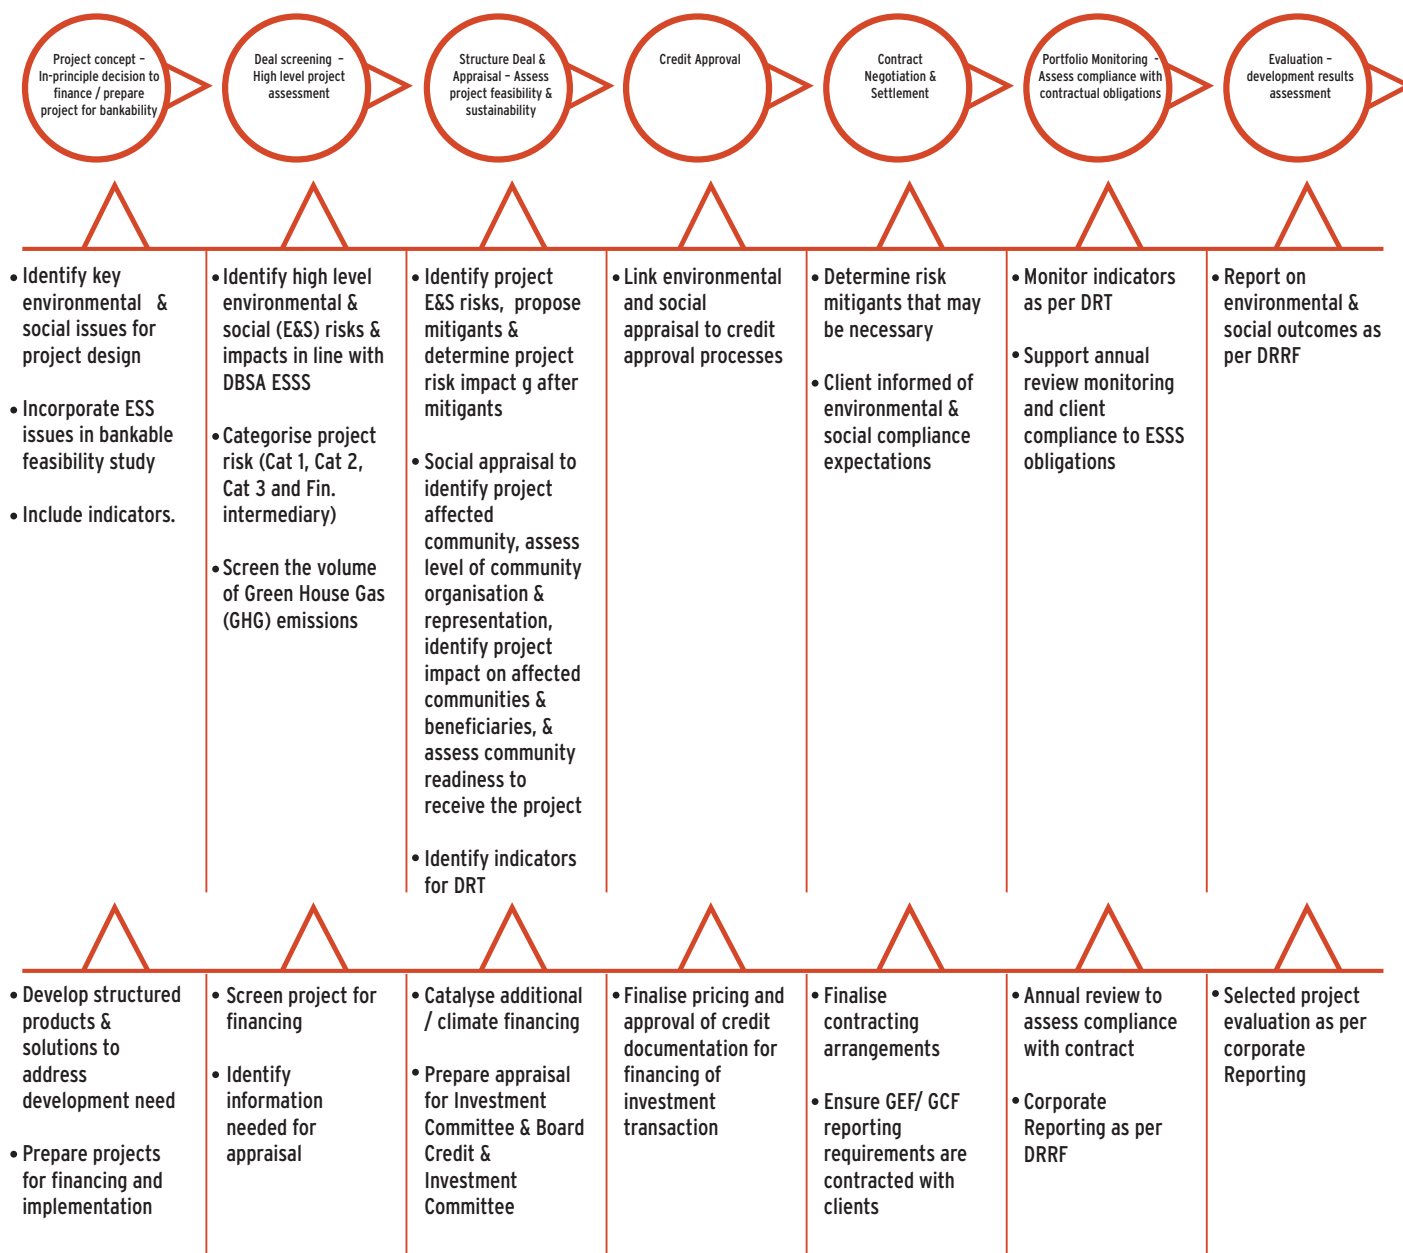 Project concept –
In-principle decision to
finance / prepare
project for bankability
Deal screening –
High level project
assessment
Structure Deal &
Appraisal – Assess
project feasibility &
sustainability
Credit Approval
Contract
Negotiation &
Settlement
Portfolio Monitoring -
Assess compliance with
contractual obligations
Evaluation –
development results
assessment
• Identify key
environmental & 
social issues for
project design
• Incorporate ESS
issues in bankable
feasibility study
• Include indicators.
• Identify high level
environmental &
social (E&S) risks &
impacts in line with
DBSA ESSS
• Categorise project
risk (Cat 1, Cat 2,
Cat 3 and Fin.
intermediary)
• Screen the volume
of Green House Gas
(GHG) emissions
• Identify project
E&S risks, propose
mitigants &
determine project
risk impact g after
mitigants
• Social appraisal to
identify project
affected
community, assess
level of community
organisation &
representation,
identify project
impact on affected
communities &
beneficiaries, &
assess community
readiness to
receive the project
• Identify indicators
for DRT
• Link environmental
and social
appraisal to credit
approval processes
• Determine risk
mitigants that may
be necessary
• Client informed of
environmental &
social compliance
expectations
• Monitor indicators
as per DRT
• Support annual
review monitoring
and client
compliance to ESSS
obligations
• Report on
environmental &
social outcomes as
per DRRF
• Develop structured
products &
solutions to
address
development need
• Prepare projects
for financing and
implementation
• Screen project for
financing
• Identify
information
needed for
appraisal
• Catalyse additional
/ climate financing
• Prepare appraisal
for Investment
Committee & Board
Credit &
Investment
Committee
• Finalise pricing and
approval of credit
documentation for
financing of
investment
transaction
• Finalise
contracting
arrangements
• Ensure GEF/ GCF
reporting
requirements are
contracted with
clients
• Annual review to
assess compliance
with contract
• Corporate
Reporting as per
DRRF
• Selected project
evaluation as per
corporate
Reporting